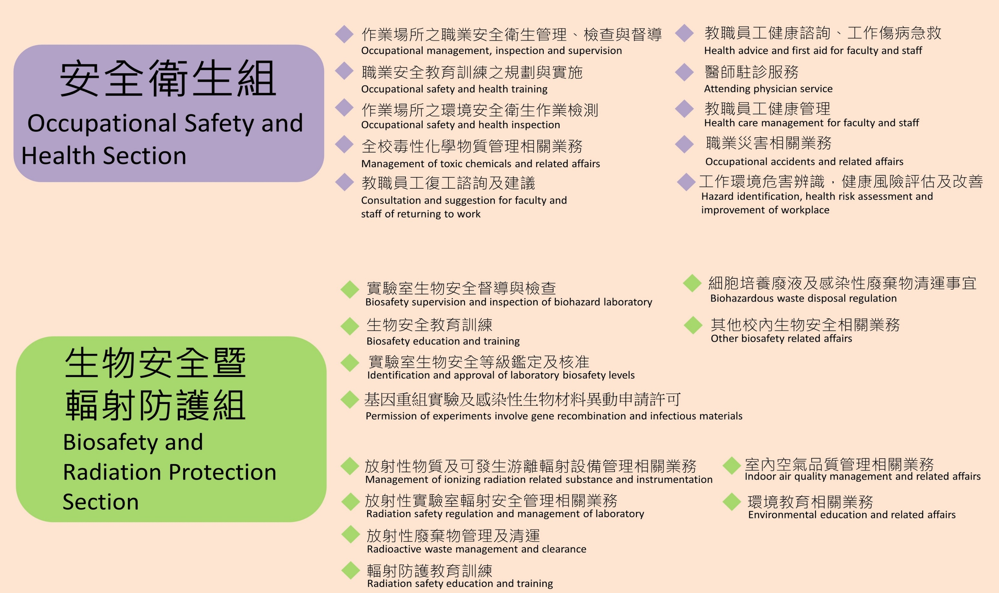 安全衛生組
Occupational Safety and
Health Section
作業場所之職業安全衛生管理、檢查與督導
Occupational management, inspection and supervision
職業安全教育訓練之規劃與實施
Occupational safety and health training
作業場所之環境安全衛生作業檢測
Occupational safety and health inspection
全校毒性化學物質管理相關業務
Management of toxic chemicals and related affairs
教職員工復工諮詢及建議
Consultation and suggestion for faculty and
staff of returning to work
教職員工健康諮詢、工作傷病急救
Health advice and first aid for faculty and staff
醫師駐診服務
Attending physician service
教職員工健康管理
Health care management for faculty and staff
職業災害相關業務
Occupational accidents and related affairs
工作環境危害辨識，健康風險評估及改善
Hazard identification, health risk assessment and
improvement of workplace
生物安全暨
輻射防護組
Biosafety and
Radiation Protection
Section
實驗室生物安全督導與檢查
Biosafety supervision and inspection of biohazard laboratory
生物安全教育訓練
Biosafety education and training
實驗室生物安全等級鑑定及核准
Identification and approval of laboratory biosafety levels
基因重組實驗及感染性生物材料異動申請許可
Permission of experiments involve gene recombination and infectious materials
細胞培養廢液及感染性廢棄物清運事宜
Biohazardous waste disposal regulation
其他校內生物安全相關業務
Other biosafety related affairs
放射性物質及可發生游離輻射設備管理相關業務
Management of ionizing radiation related substance and instrumentation
放射性實驗室輻射安全管理相關業務
Radiation safety regulation and management of laboratory
放射性廢棄物管理及清運
Radioactive waste management and clearance
輻射防護教育訓練
Radiation safety education and training
室內空氣品質管理相關業務
Indoor air quality management and related affairs
環境教育相關業務
Environmental education and related affairs